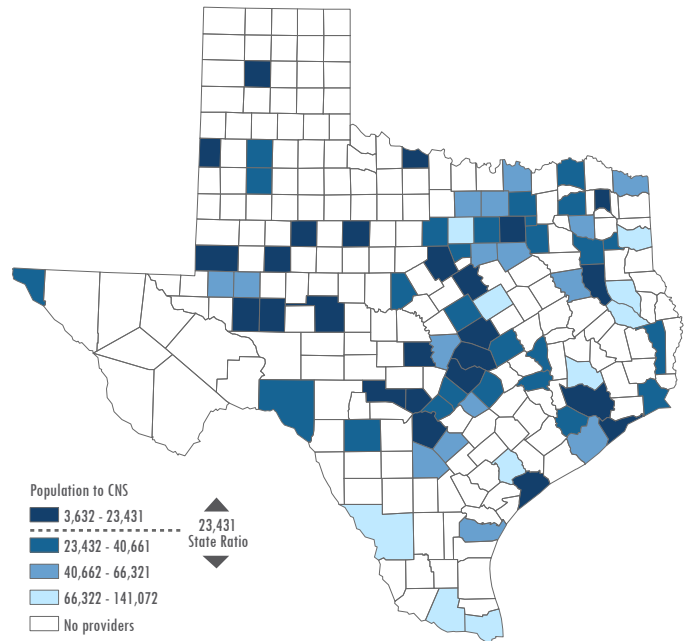 Population to CNS
3,632 - 23,431
23,431
State Ratio
23,432 - 40,661
40,662 - 66,321
66,322 - 141,072
No providers